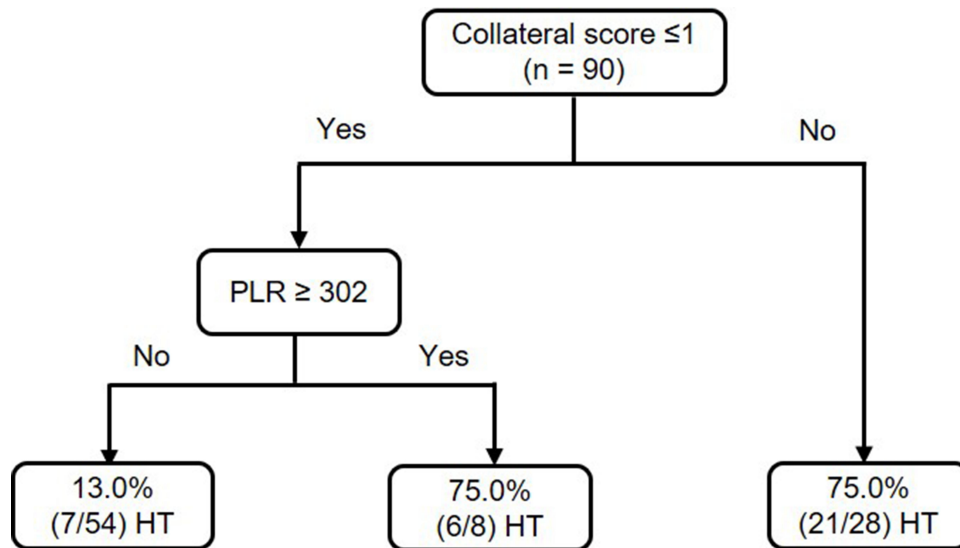 Collateral score ≤1
(n = 90)
Yes
No
PLR ≥ 302
No
Yes
13.0%
(7/54) HT
75.0%
(6/8) HT
75.0%
(21/28) HT